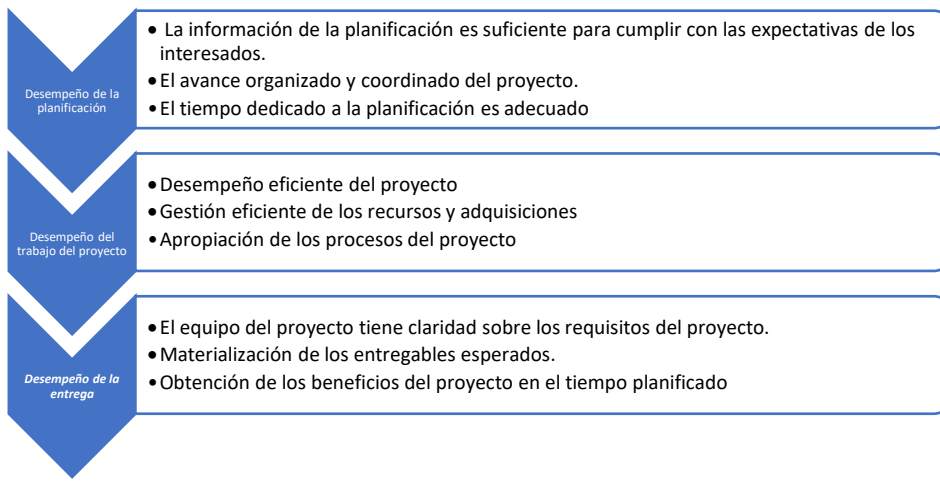 Desempeño de la
planificación
• La información de la planificación es suficiente para cumplir con las expectativas de los
interesados.
• El avance organizado y coordinado del proyecto.
• El tiempo dedicado a la planificación es adecuado
Desempeño del
trabajo del proyecto
• Desempeño eficiente del proyecto
• Gestión eficiente de los recursos y adquisiciones
• Apropiación de los procesos del proyecto
Desempeño de la
entrega
• El equipo del proyecto tiene claridad sobre los requisitos del proyecto.
• Materialización de los entregables esperados.
• Obtención de los beneficios del proyecto en el tiempo planificado